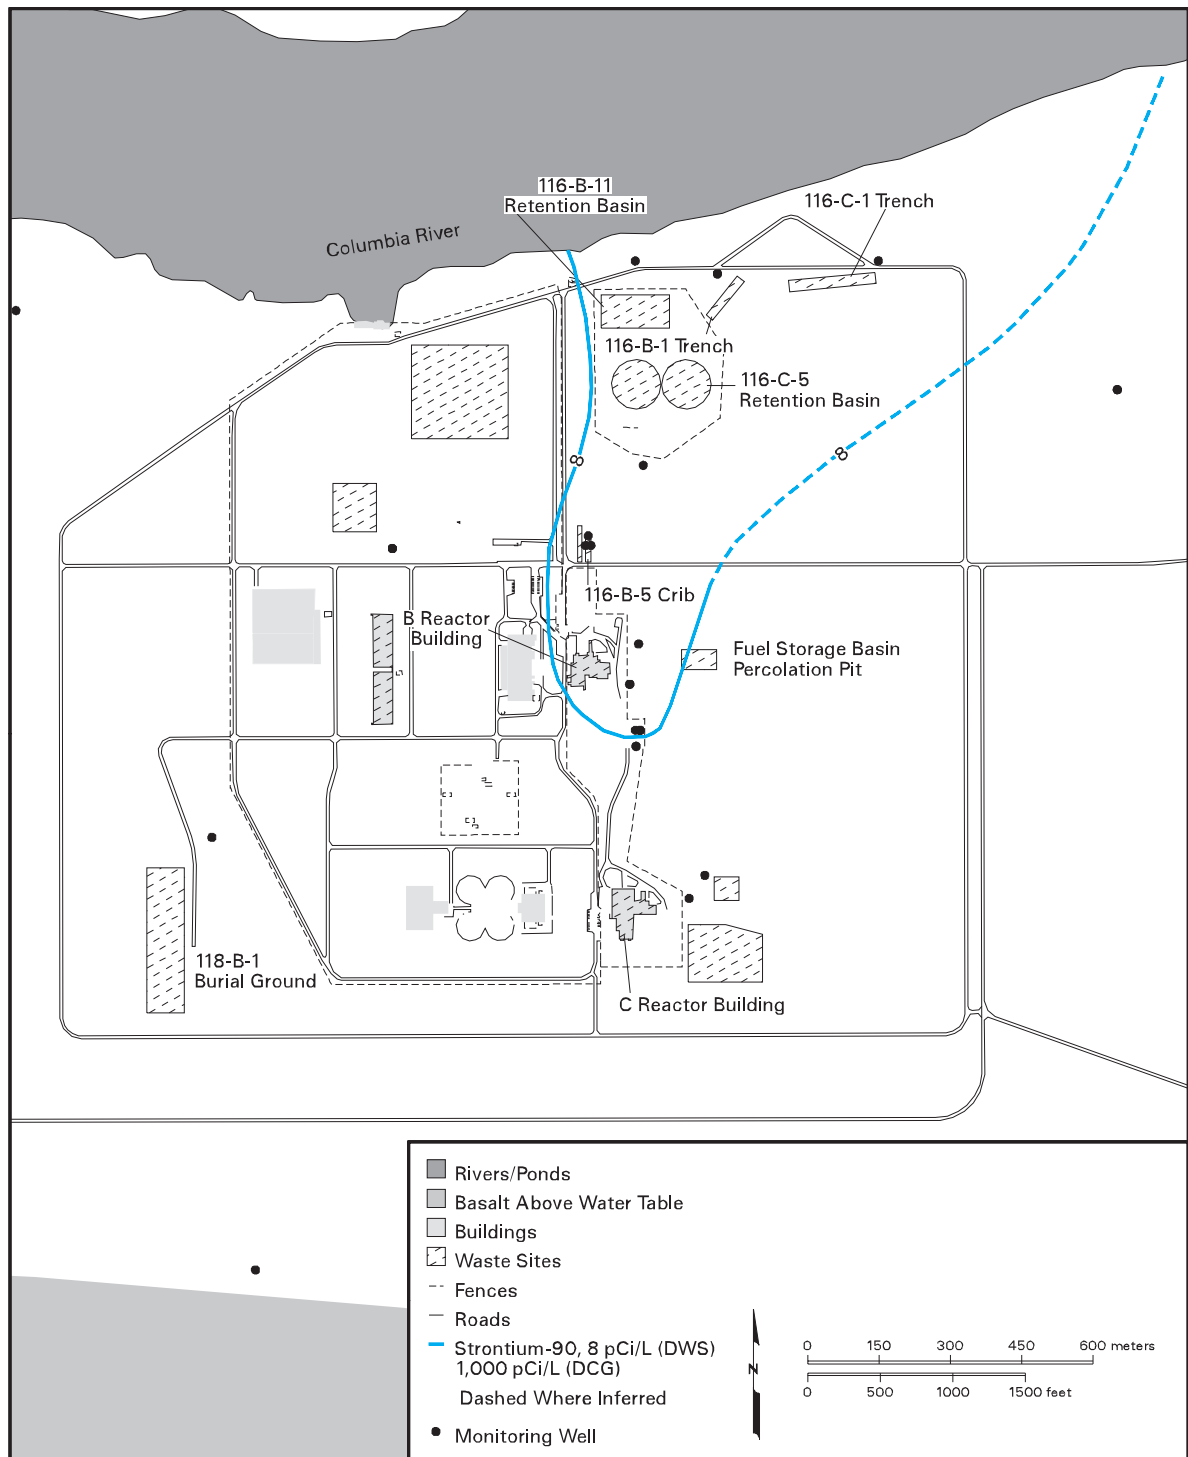 116-B-11
Retention Basin
116-C-1 Trench
Columbia River
116-B-1 Trench
116-C-5
Retention Basin
8
8
116-B-5 Crib
B Reactor
Building
Fuel Storage Basin
Percolation Pit
118-B-1
Burial Ground
C Reactor Building
Rivers/Ponds
Basalt Above Water Table
Buildings
Waste Sites
Fences
Roads
Strontium-90, 8 pCi/L (DWS)
1,000 pCi/L (DCG)
Dashed Where Inferred
Monitoring Well
N
0 150 300 450 600 meters
0 500 1000 1500 feet